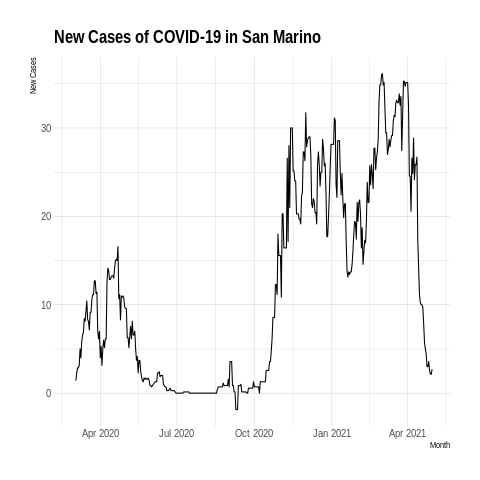 New Cases of COVID-19 in San Marino
New Cases
30
20
10
0
Apr 2020 Jul 2020 Oct 2020 Jan 2021 Apr 2021
Month